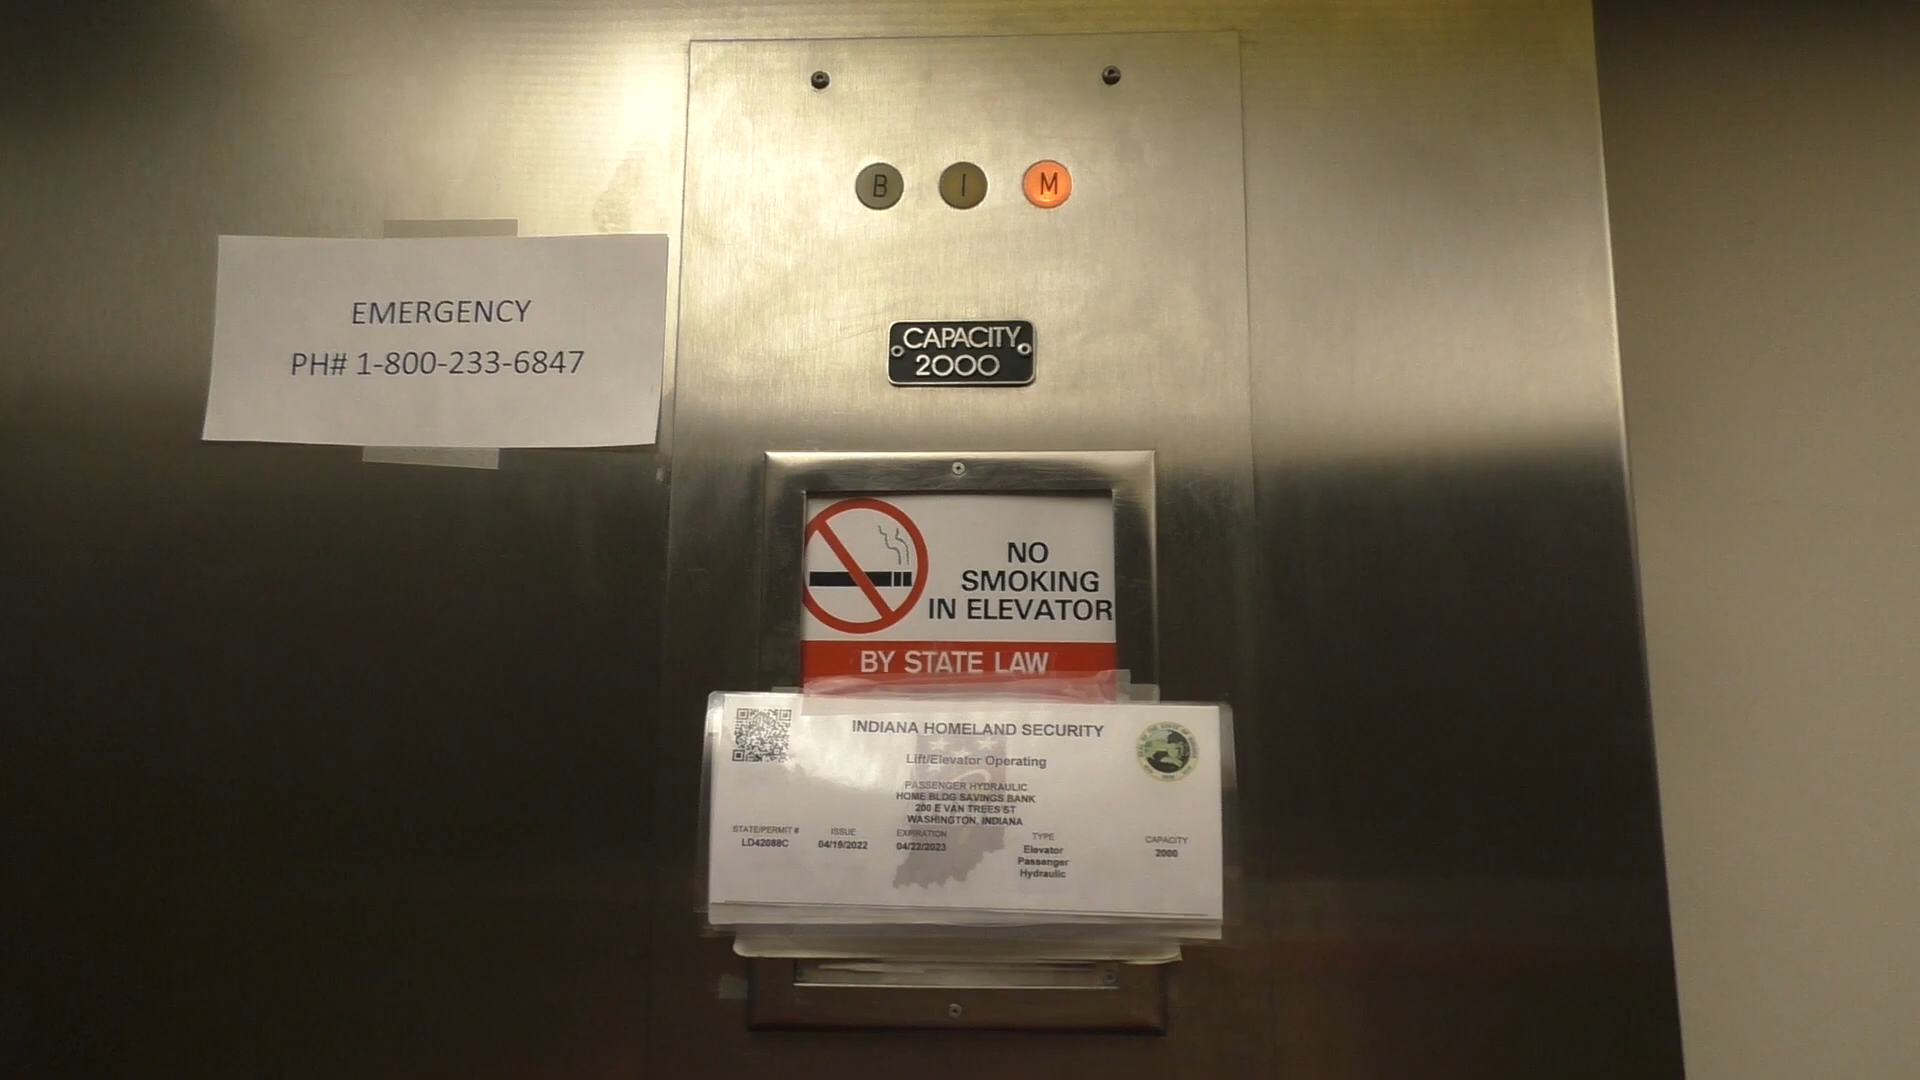 B 1 M
EMERGENCY
PH# 1-800-233-6847
CAPACITY
2000
NO
SMOKING
IN ELEVATOR
BY STATE LAW
INDIANA HOMELAND SECURITY
Lift/Elevator Operating
PASSENGER HYDRAULIC
HOME BLDG SAVINGS BANK
200 E VAN TREES ST
WASHINGTON, INDIANA
STATE/PERMIT # ISSUE EXPIRATION TYPE CAPACITY
LD42088C 04/19/2022 04/22/2023 Elevator 2000
Passenger
Hydraulic